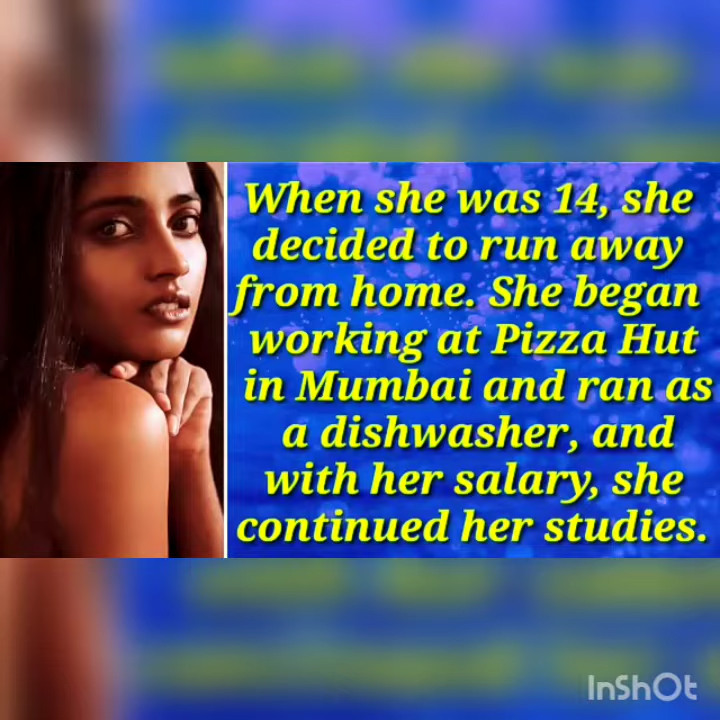 When she was 14, she
decided to run away
from home. She began
working at Pizza Hut
in Mumbai and ran as
a dishwasher, and
with her salary, she
continued her studies.
InShOt